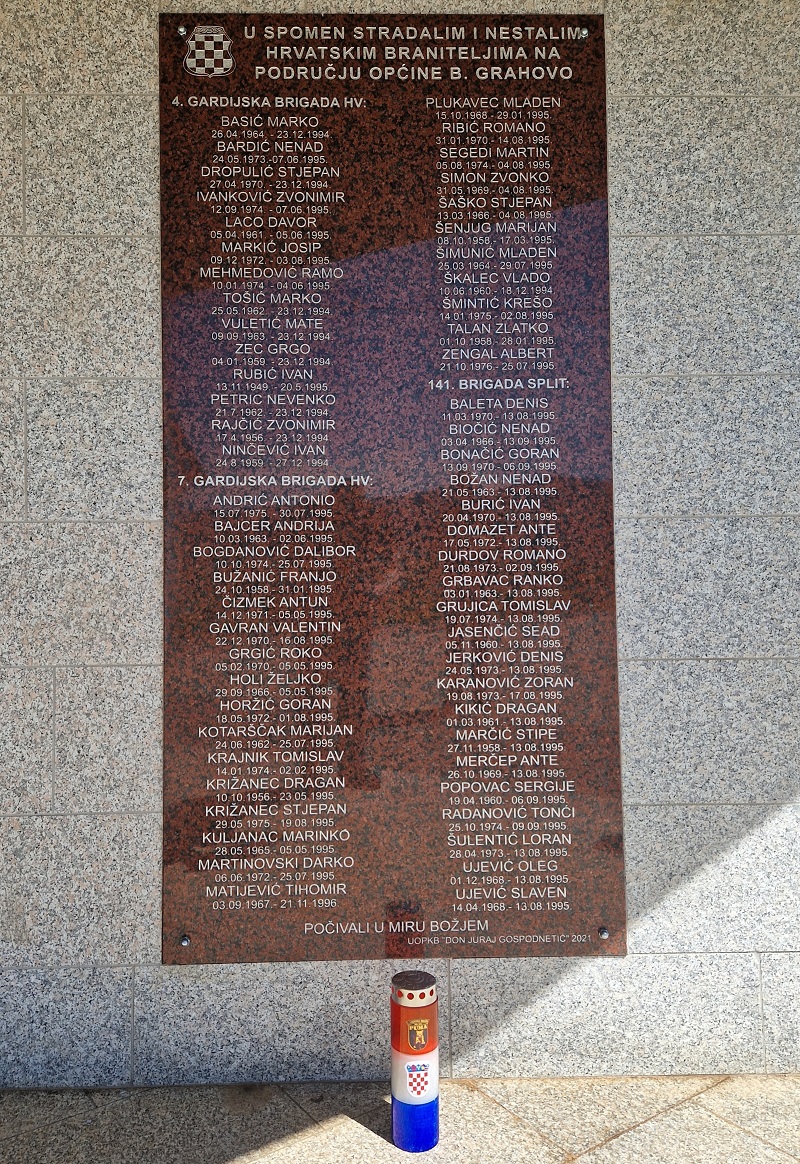 U SPOMEN STRADALIM I NESTALIM
HRVATSKIM BRANITELJIMA NA
PODRUČJU OPĆINE B. GRAHOVO
4. GARDIJSKA BRIGADA HV:
BASIĆ MARKO
26.04.1964. - 23.12.1994.
BARDIĆ NENAD
24.05.1973.-07.06.1995.
DROPULIĆ STJEPAN
27.04.1970. - 23.12.1994.
IVANKOVIĆ ZVONIMIR
12.09.1974. - 07.06.1995.
LACO DAVOR
05.04.1961. - 05.06.1995.
MARKIĆ JOSIP
09.12.1972. - 03.08.1995.
MEHMEDOVIĆ RAMO
10.01.1974 - 04.06.1995.
TOŠIĆ MARKO
25.05.1962. - 23.12.1994.
VULETIĆ MATE
09.09.1963. - 23.12.1994.
ZEC GRGO
04.01.1959. - 23.12.1994.
RUBIĆ IVAN
13.11.1949. - 20.5.1995.
PETRIC NEVENKO
21.7.1962. - 23.12.1994.
RAJČIĆ ZVONIMIR
17.4.1956. - 23.12.1994.
NINČEVIĆ IVAN
24.8.1959. - 27.12.1994.
7. GARDIJSKA BRIGADA HV:
ANDRIĆ ANTONIO
15.07.1975. - 30.07.1995.
BAJCER ANDRIJA
10.03.1963. - 02.06.1995.
BOGDANOVIĆ DALIBOR
10.10.1974 - 25.07.1995.
BUŽANIĆ FRANJO
24.10.1958 - 31.01.1995.
ČIZMEK ANTUN
14.12.1971.- 05.05.1995.
GAVRAN VALENTIN
22.12.1970.- 16.08.1995.
GRGIĆ ROKO
05.02.1970. - 05.05.1995.
HOLI ŽELJKO
29.09.1966.- 05.05.1995.
HORŽIĆ GORAN
18.05.1972 - 01.08.1995.
KOTARŠČAK MARIJAN
24.06.1962 - 25.07.1995.
KRAJNIK TOMISLAV
14.01.1974.- 02.02.1995.
KRIŽANEC DRAGAN
10.10.1956.- 23.05.1995.
KRIŽANEC STJEPAN
29.05.1975 - 19.08.1995.
KULJANAC MARINKO
28.05.1965.- 05.05.1995.
MARTINOVSKI DARKO
06.06.1972.- 25.07.1995.
MATIJEVIĆ TIHOMIR
03.09.1967.- 21.11.1996
PLUKAVEC MLADEN
15.10.1968 - 29.01.1995.
RIBIĆ ROMANO
31.01.1970. - 14.08.1995.
SEGEDI MARTIN
05.08.1974 - 04.08.1995.
SIMON ZVONKO
31.05.1969.- 04.08.1995.
ŠAŠKO STJEPAN
13.03.1966.- 04.08.1995.
ŠENJUG MARIJAN
08.10.1958.- 17.03.1995.
ŠIMUNIĆ MLADEN
25.03.1964.- 29.07.1995.
ŠKALEC VLADO
10.06.1960.- 18.12.1994.
ŠMINTIĆ KREŠO
14.01.1975 - 02.08.1995.
TALAN ZLATKO
01.10.1958.- 28.01.1995.
ZENGAL ALBERT
21.10.1976. - 25.07.1995.
141. BRIGADA SPLIT:
BALETA DENIS
11.03.1970.- 13.08.1995.
BIOČIĆ NENAD
03.04.1966.- 13.09.1995.
BONAČIĆ GORAN
13.09.1970 - 06.09.1995.
BOŽAN NENAD
21.05.1963 - 13.08.1995.
BURIĆ IVAN
20.04.1970.- 13.08.1995.
DOMAZET ANTE
17.05.1972.- 13.08.1995.
DURDOV ROMANO
21.08.1973.- 02.09.1995.
GRBAVAC RANKO
03.01.1963.- 13.08.1995.
GRUJICA TOMISLAV
19.07.1974 - 13.08.1995.
JASENČIĆ SEAD
05.11.1960.- 13.08.1995.
JERKOVIĆ DENIS
24.05.1973.- 13.08.1995.
KARANOVIĆ ZORAN
19.08.1973.- 17.08.1995.
KIKIĆ DRAGAN
01.03.1961.- 13.08.1995.
MARČIĆ STIPE
27.11.1958.- 13.08.1995.
MERČEP ANTE
26.10.1969.- 13.08.1995.
POPOVAC SERGIJE
19.04.1960.- 06.09.1995.
RADANOVIĆ TONČI
25.10.1974.- 09.09.1995.
ŠULENTIĆ LORAN
28.04.1973.- 13.08.1995.
UJEVIĆ OLEG
01.12.1968.- 13.08.1995.
UJEVIĆ SLAVEN
14.04.1968.- 13.08.1995.
POČIVALI U MIRU BOŽJEM
UOPKB "DON JURAJ GOSPODNETIĆ" 2021
PUMA